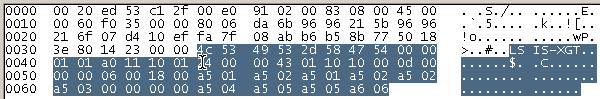 0000 00 20 ed 53 c1 2f 00 e0 91 02 00 83 08 00 45 00 . .S./.. ......E.
0010 00 60 f0 35 00 00 80 06 da 6b 96 96 21 5b 96 96 .`.5.... .k..![..
0020 21 6f 07 d4 10 ef fa 7f 08 ab b6 b5 8b 77 50 18 !o...... .....wP.
0030 3e 80 14 23 00 00 4c 53 49 53 2d 58 47 54 00 00 >..#..LS IS-XGT..
0040 01 01 a0 11 10 01 24 00 00 43 01 10 10 00 0d 00 ......$. .C......
0050 00 00 06 00 18 00 a5 01 a5 02 a5 01 a5 02 a5 02 ........ ........
0060 a5 03 00 00 00 00 a5 04 a5 05 a5 05 a6 06 ........ ......